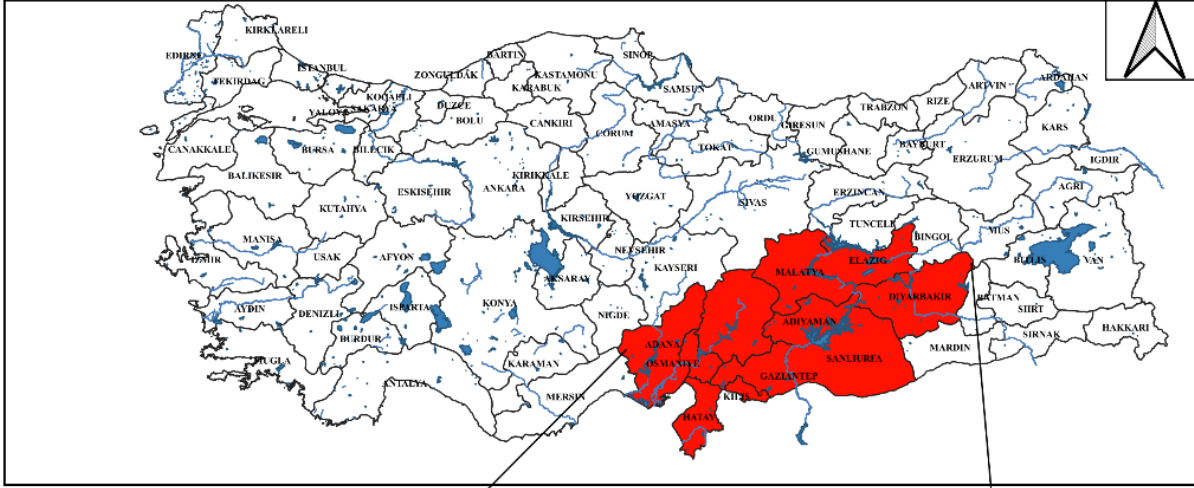 KIRKLARELI
EDIRNE
TEKIRDAG
ISTANBUL
KOCAELI
YALOVA
SAKARYA
ZONGULDAK
BARTIN
KASTAMONU
KARABUK
SINOP
SAMSUN
DUZCE
BOLU
CANKIRI
CORUM
AMASYA
TOKAT
ORDU
GIRESUN
TRABZON
RIZE
ARTVIN
ARDAHAN
KARS
GUMUSHANE
BAYBURT
ERZURUM
IGDIR
AGRI
CANAKKALE
BURSA
BILECIK
BALIKESIR
ESKISEHIR
ANKARA
KIRIKKALE
YOZGAT
SIVAS
ERZINCAN
KUTAHYA
KIRSEHIR
TUNCELI
BINGOL
MUS
MANISA
IZMIR
USAK
AFYON
NEVSEHIR
KAYSERI
AKSARAY
MALATYA
ELAZIG
BITLIS
VAN
AYDIN
DENIZLI
ISPARTA
BURDUR
KONYA
NIGDE
DIYARBAKIR
BATMAN
SIIRT
SIRNAK
HAKKARI
MARDIN
ADIYAMAN
SANLIURFA
ADANA
OSMANIYE
GAZIANTEP
KILIS
HATAY
MUGLA
ANTALYA
KARAMAN
MERSIN